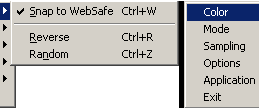 Snap to WebSafe Ctrl+W
Reverse Ctrl+R
Random Ctrl+Z
Color
Mode
Sampling
Options
Application
Exit